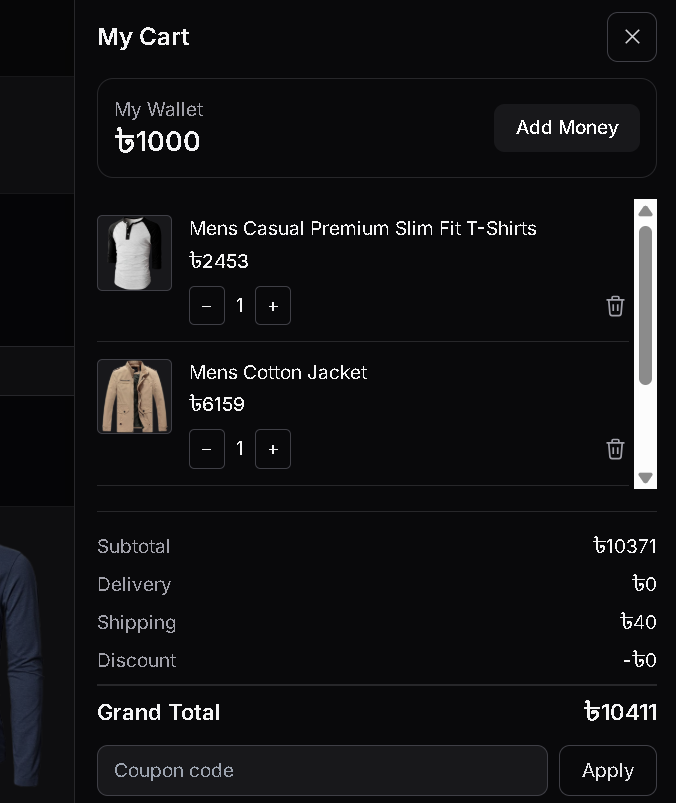 My Cart
My Wallet
৳1000
Add Money
Mens Casual Premium Slim Fit T-Shirts
৳2453
− 1 +
Mens Cotton Jacket
৳6159
− 1 +
Subtotal ৳10371
Delivery ৳0
Shipping ৳40
Discount -৳0
Grand Total ৳10411
Coupon code Apply